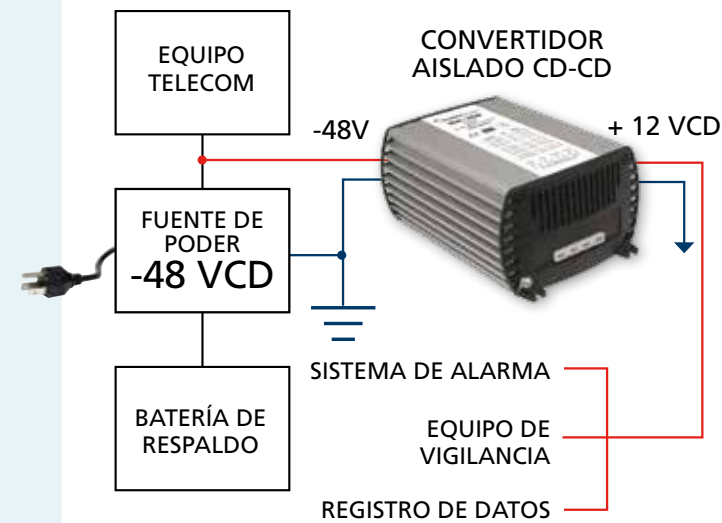 EQUIPO
TELECOM
CONVERTIDOR
AISLADO CD-CD
-48V
+ 12 VCD
FUENTE DE
PODER
-48 VCD
SISTEMA DE ALARMA
BATERÍA DE
RESPALDO
EQUIPO DE
VIGILANCIA
REGISTRO DE DATOS